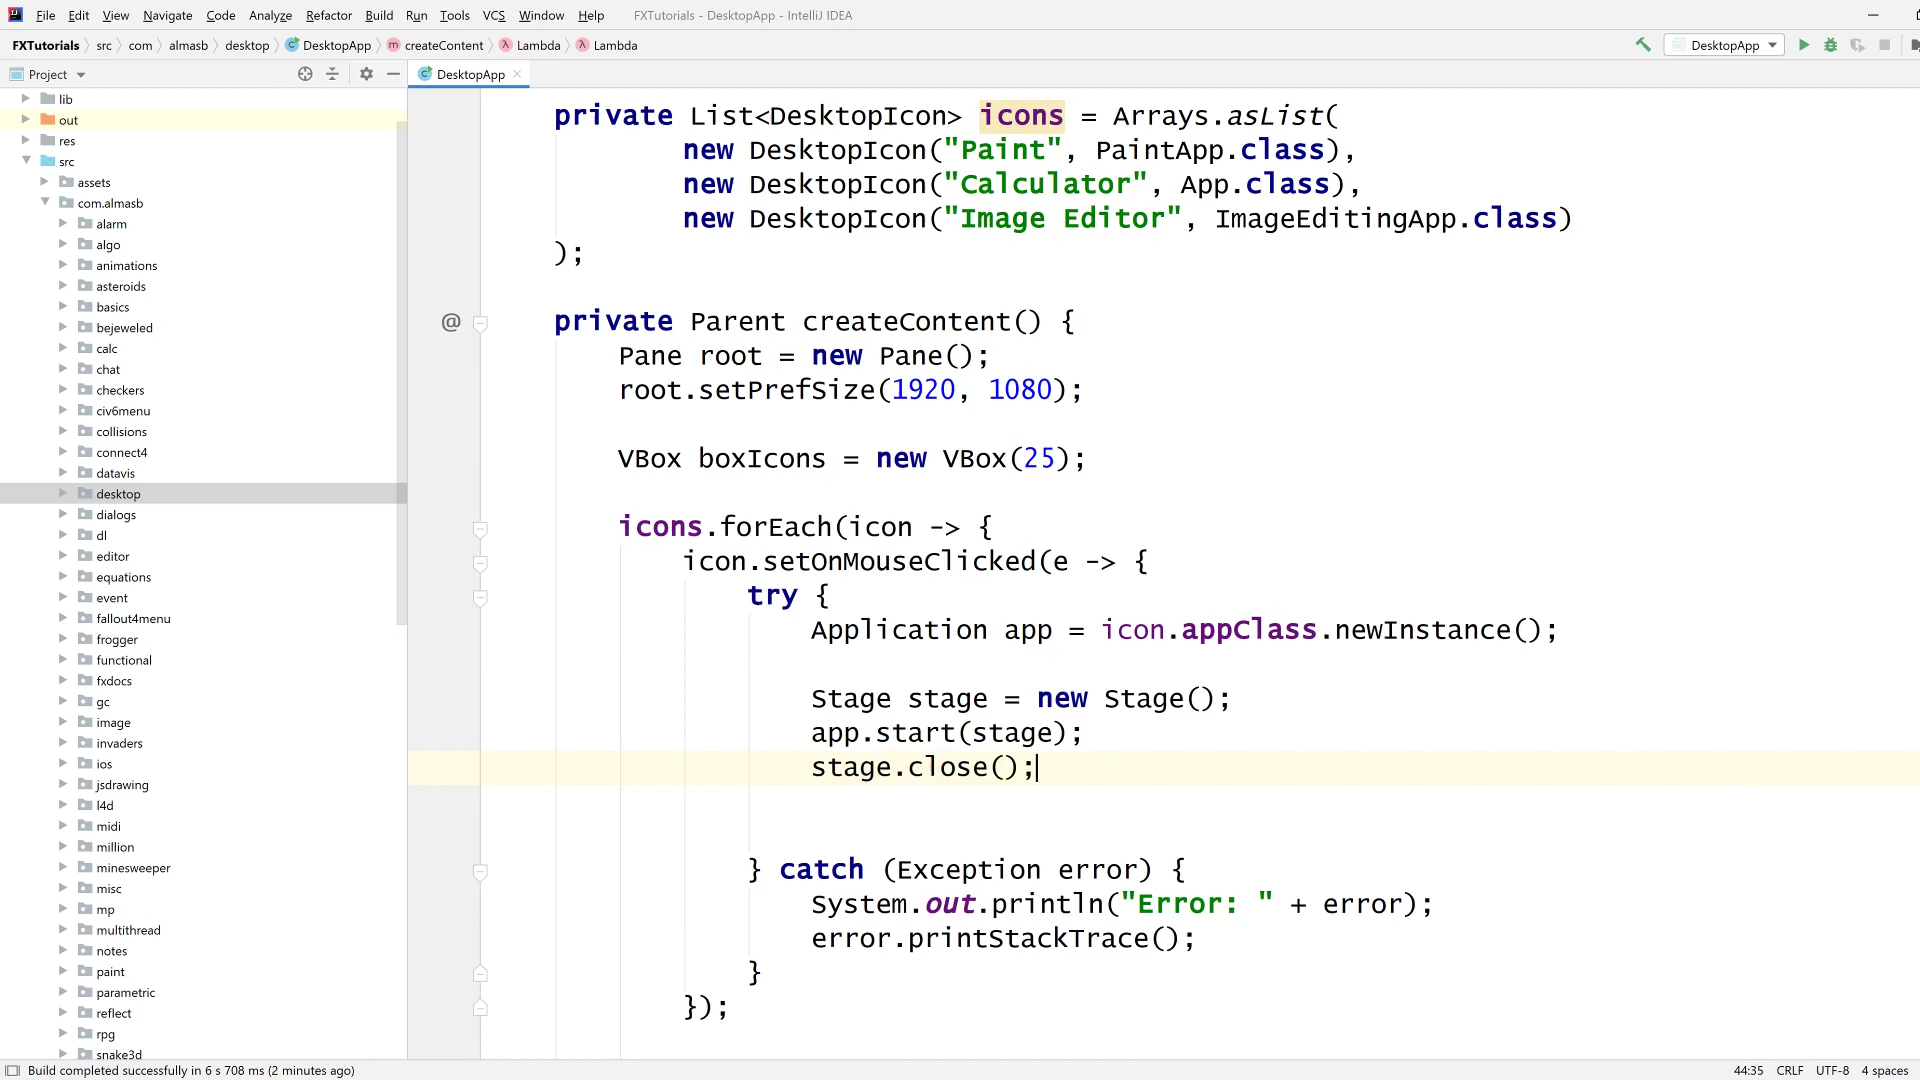 File Edit View Navigate Code Analyze Refactor Build Run Tools VCS Window Help FXTutorials - DesktopApp - IntelliJ IDEA
FXTutorials src com almasb desktop DesktopApp createContent Lambda Lambda DesktopApp
Project DesktopApp
lib
out
res
src
assets
com.almasb
alarm
algo
animations
asteroids
basics
bejeweled
calc
chat
checkers
civ6menu
collisions
connect4
datavis
desktop
dialogs
dl
editor
equations
event
fallout4menu
frogger
functional
fxdocs
gc
image
invaders
ios
jsdrawing
l4d
midi
million
minesweeper
misc
mp
multithread
notes
paint
parametric
reflect
rpg
snake3d
private List<DesktopIcon> icons = Arrays.asList(
new DesktopIcon("Paint", PaintApp.class),
new DesktopIcon("Calculator", App.class),
new DesktopIcon("Image Editor", ImageEditingApp.class)
);
@ private Parent createContent() {
Pane root = new Pane();
root.setPrefSize(1920, 1080);
VBox boxIcons = new VBox(25);
icons.forEach(icon -> {
icon.setOnMouseClicked(e -> {
try {
Application app = icon.appClass.newInstance();
Stage stage = new Stage();
app.start(stage);
stage.close();
} catch (Exception error) {
System.out.println("Error: " + error);
error.printStackTrace();
}
});
Build completed successfully in 6 s 708 ms (2 minutes ago) 44:35 CRLF UTF-8 4 spaces